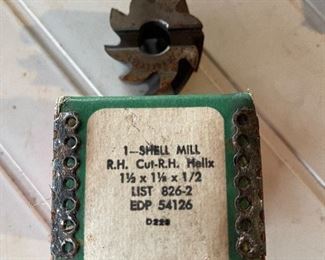 1—SHELL MILL
R.H. Cut-R.H. Helix
1½ x 1⅛ x 1/2
LIST 826-2
EDP 54126
D228